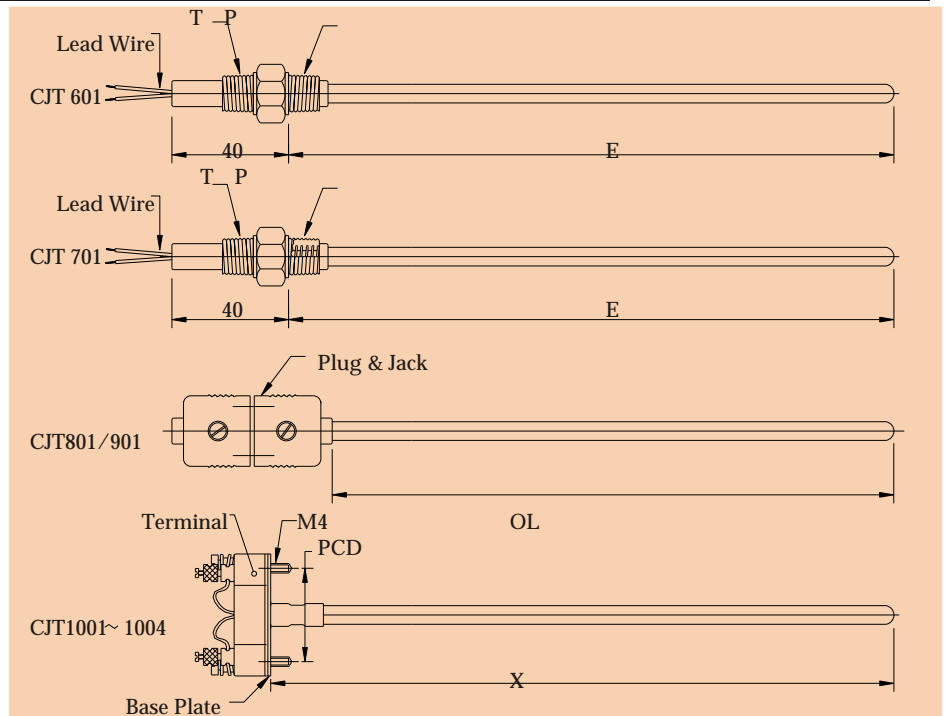 T P
Lead Wire
CJT 601
40 E
T P
Lead Wire
CJT 701
40 E
Plug & Jack
CJT801/901
OL
Terminal M4
PCD
CJT1001~ 1004
X
Base Plate